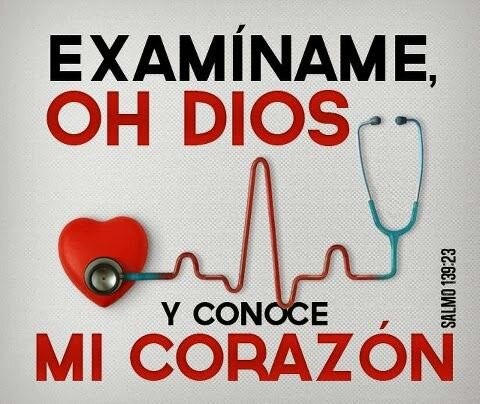 EXAMÍNAME,
OH DIOS
Y CONOCE
MI CORAZÓN
SALMO 139:23